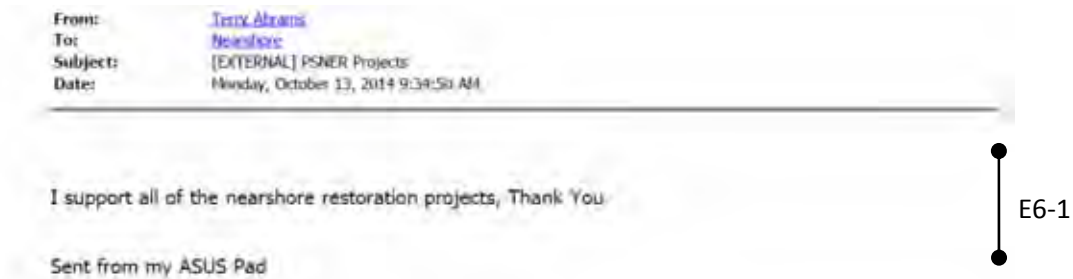 From: Terry Abrams
To: Nearshore
Subject: [EXTERNAL] PSNER Projects
Date: Monday, October 13, 2014 9:34:50 AM
I support all of the nearshore restoration projects, Thank You
E6-1
Sent from my ASUS Pad